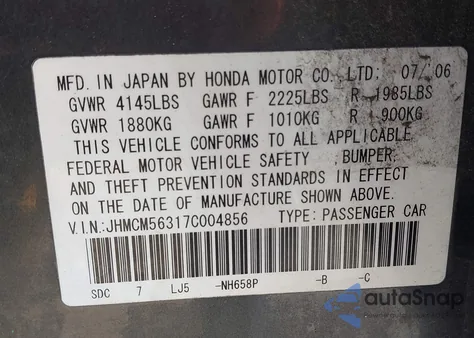 MFD. IN JAPAN BY HONDA MOTOR CO., LTD: 07/06
GVWR 4145LBS GAWR F 2225LBS R 1985LBS
GVWR 1880KG GAWR F 1010KG R 900KG
THIS VEHICLE CONFORMS TO ALL APPLICABLE
FEDERAL MOTOR VEHICLE SAFETY, BUMPER,
AND THEFT PREVENTION STANDARDS IN EFFECT
ON THE DATE OF MANUFACTURE SHOWN ABOVE.
V.I.N.:JHMCM56317C004856 TYPE: PASSENGER CAR
SDC 7 LJ5 -NH658P -B -C
autoSnap